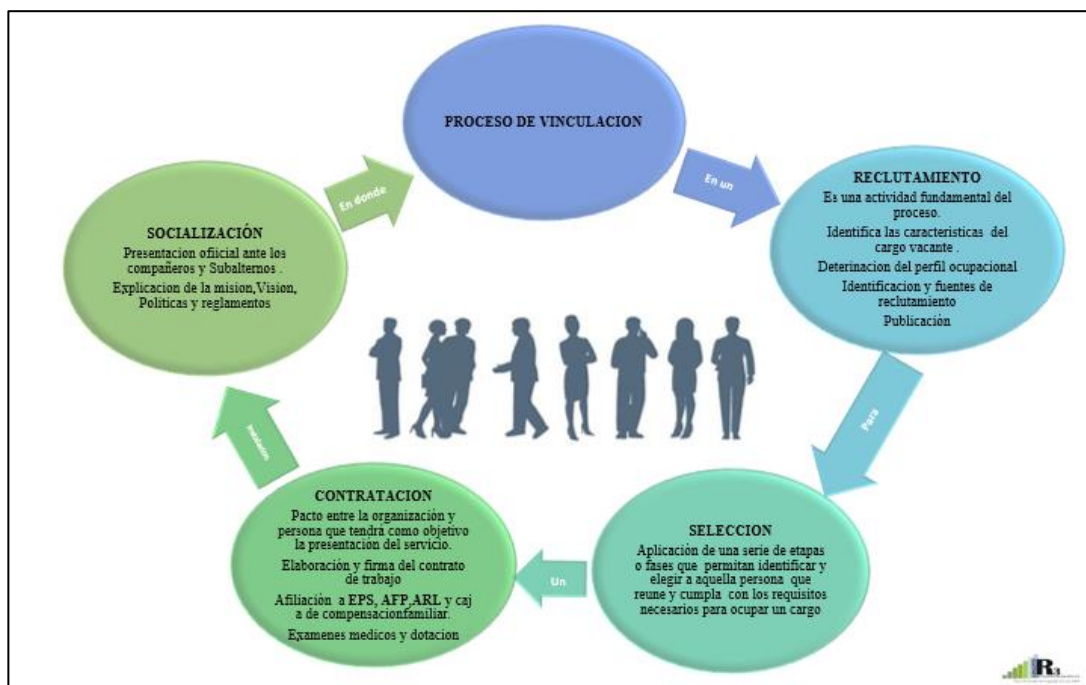 PROCESO DE VINCULACION
En un
RECLUTAMIENTO
Es una actividad fundamental del
proceso.
Identifica las caracteristicas del
cargo vacante .
Deterinacion del perfil ocupacional
Identificacion y fuentes de
reclutamiento
Publicación
Para
SELECCION
Aplicaciòn de una serie de etapas
o fases que permitan identificar y
elegir a aquella persona que
reune y cumpla con los requisitos
necesarios para ocupar un cargo
Un
CONTRATACION
Pacto entre la organización y
persona que tendrá como objetivo
la presentación del servicio.
Elaboración y firma del contrato
de trabajo
Afiliación a EPS, AFP,ARL y caj
a de compensacionfamiliar.
Examenes medicos y dotacion
SOCIALIZACIÓN
Presentacion ofiicial ante los
compañeros y Subalternos .
Explicacion de la mision,Vision,
Politicas y reglamentos
En donde
R3